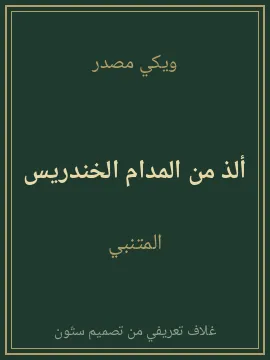 ويكي مصدر
ألذ من المدام الخندريس
المتنبي
غلاف تعريفي من تصميم سثون